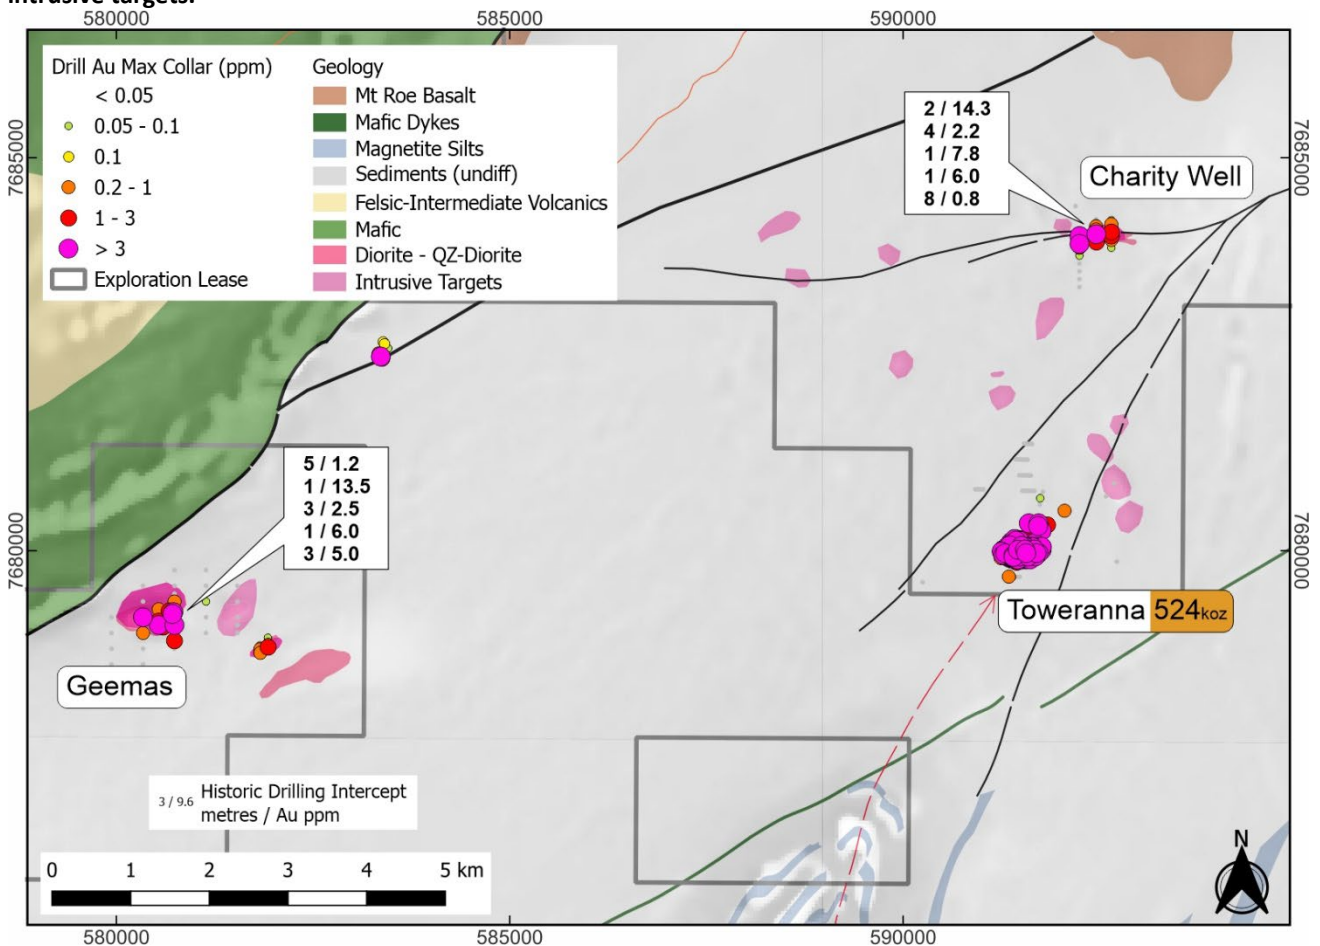 intrusive targets.
580000
585000
590000
Drill Au Max Collar (ppm)
< 0.05
0.05 - 0.1
0.1
0.2 - 1
1 - 3
> 3
Exploration Lease
Geology
Mt Roe Basalt
Mafic Dykes
Magnetite Silts
Sediments (undiff)
Felsic-Intermediate Volcanics
Mafic
Diorite - QZ-Diorite
Intrusive Targets
7685000
7685000
2 / 14.3
4 / 2.2
1 / 7.8
1 / 6.0
8 / 0.8
Charity Well
5 / 1.2
1 / 13.5
3 / 2.5
1 / 6.0
3 / 5.0
7680000
7680000
Toweranna 524koz
Geemas
3 / 9.6 Historic Drilling Intercept
metres / Au ppm
0 1 2 3 4 5 km
N
580000
585000
590000